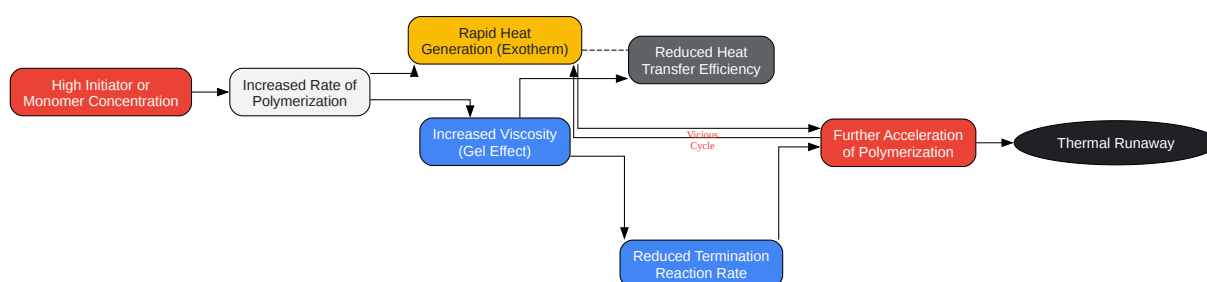 Rapid Heat
Generation (Exotherm)
Reduced Heat
Transfer Efficiency
High Initiator or
Monomer Concentration
Increased Rate of
Polymerization
Increased Viscosity
(Gel Effect)
Vicious
Cycle
Further Acceleration
of Polymerization
Thermal Runaway
Reduced Termination
Reaction Rate